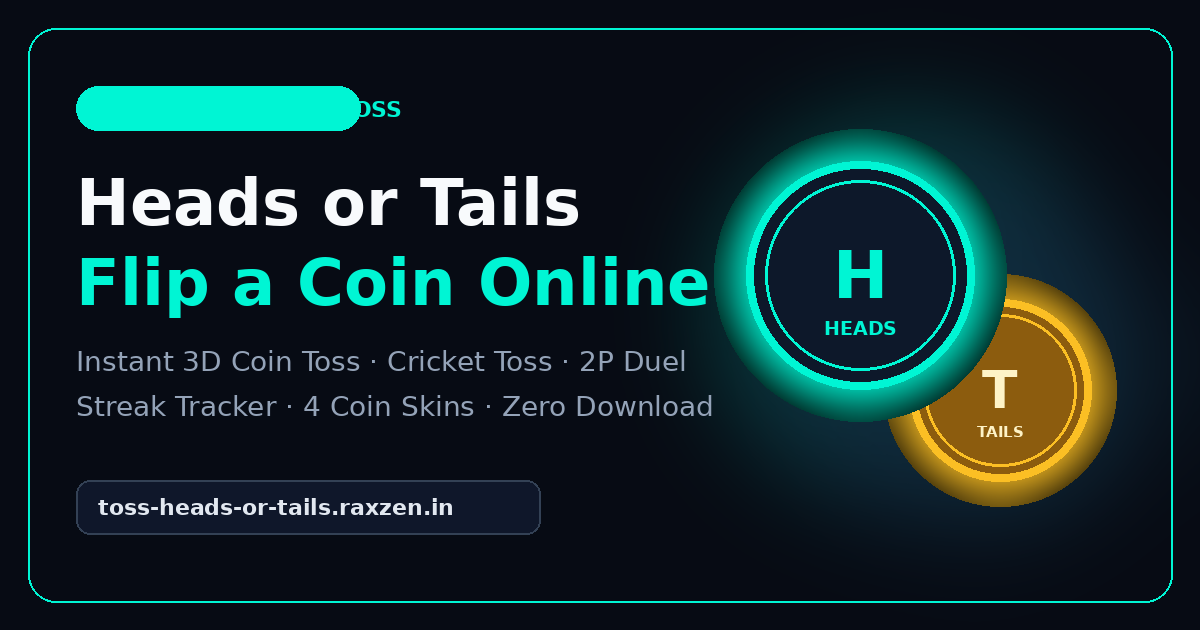 Heads or Tails
Flip a Coin Online
Instant 3D Coin Toss · Cricket Toss · 2P Duel
Streak Tracker · 4 Coin Skins · Zero Download
toss-heads-or-tails.raxzen.in
H
HEADS
T
TAILS